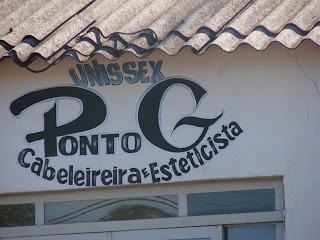 UNISSEX
PONTO G
Cabeleireira E Esteticista